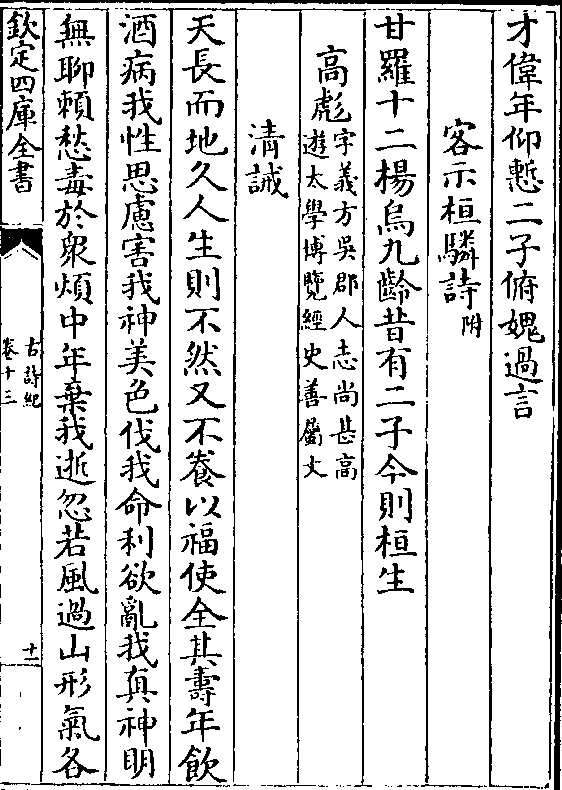 才偉年仰慙二子俯媿過言
客示桓驎詩附
甘羅十二楊烏九齡昔有二子今則桓生
高彪字義方吳郡人志尚甚高
遊太學博覽經史善屬文
清誡
天長而地久人生則不然又不養以福使全其壽年飲
酒病我性思慮害我神美色伐我命利欲亂我真神明
無聊賴愁毒於衆煩中年棄我逝忽若風過山形氣各
欽定四庫全書
古詩紀
卷十三
十二